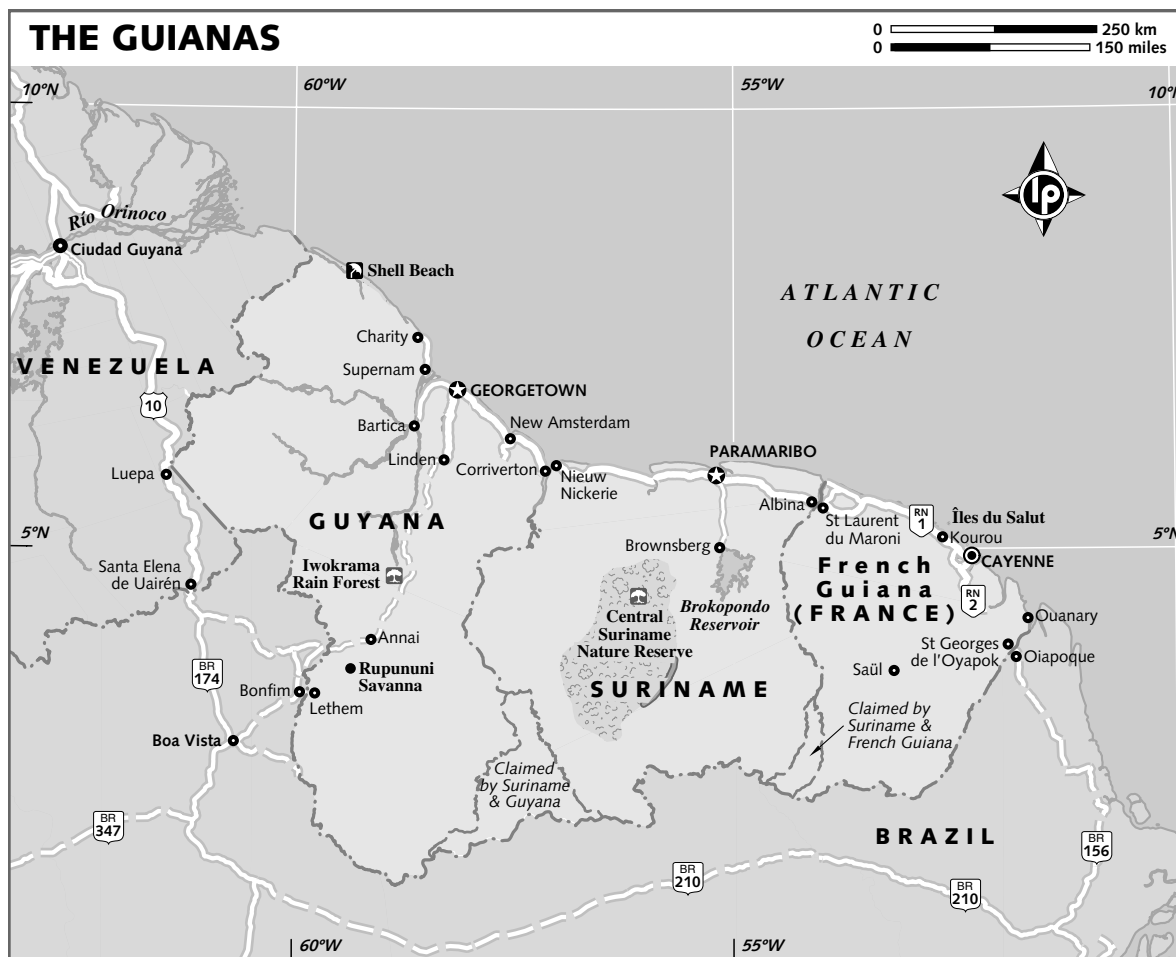 THE GUIANAS
0 250 km
0 150 miles
10°N
60°W
55°W
10°N
lp
Río Orinoco
Ciudad Guyana
Shell Beach
ATLANTIC
OCEAN
Charity
VENEZUELA
Supernam
GEORGETOWN
10
Bartica
New Amsterdam
Linden
PARAMARIBO
Luepa
Corriverton
Nieuw
Nickerie
Albina
St Laurent
du Maroni
RN
1
Îles du Salut
Kourou
GUYANA
5°N
5°N
Brownsberg
CAYENNE
Santa Elena
de Uairén
Iwokrama
Rain Forest
French
Guiana
(FRANCE)
RN
2
Central
Suriname
Nature Reserve
Brokopondo
Reservoir
Ouanary
Annai
St Georges
de l'Oyapok
Oiapoque
BR
174
Rupununi
Savanna
Saül
Bonfim
Lethem
SURINAME
Boa Vista
Claimed by
Suriname &
French Guiana
Claimed
by Suriname
& Guyana
BR
347
BRAZIL
BR
156
BR
210
BR
210
60°W
55°W